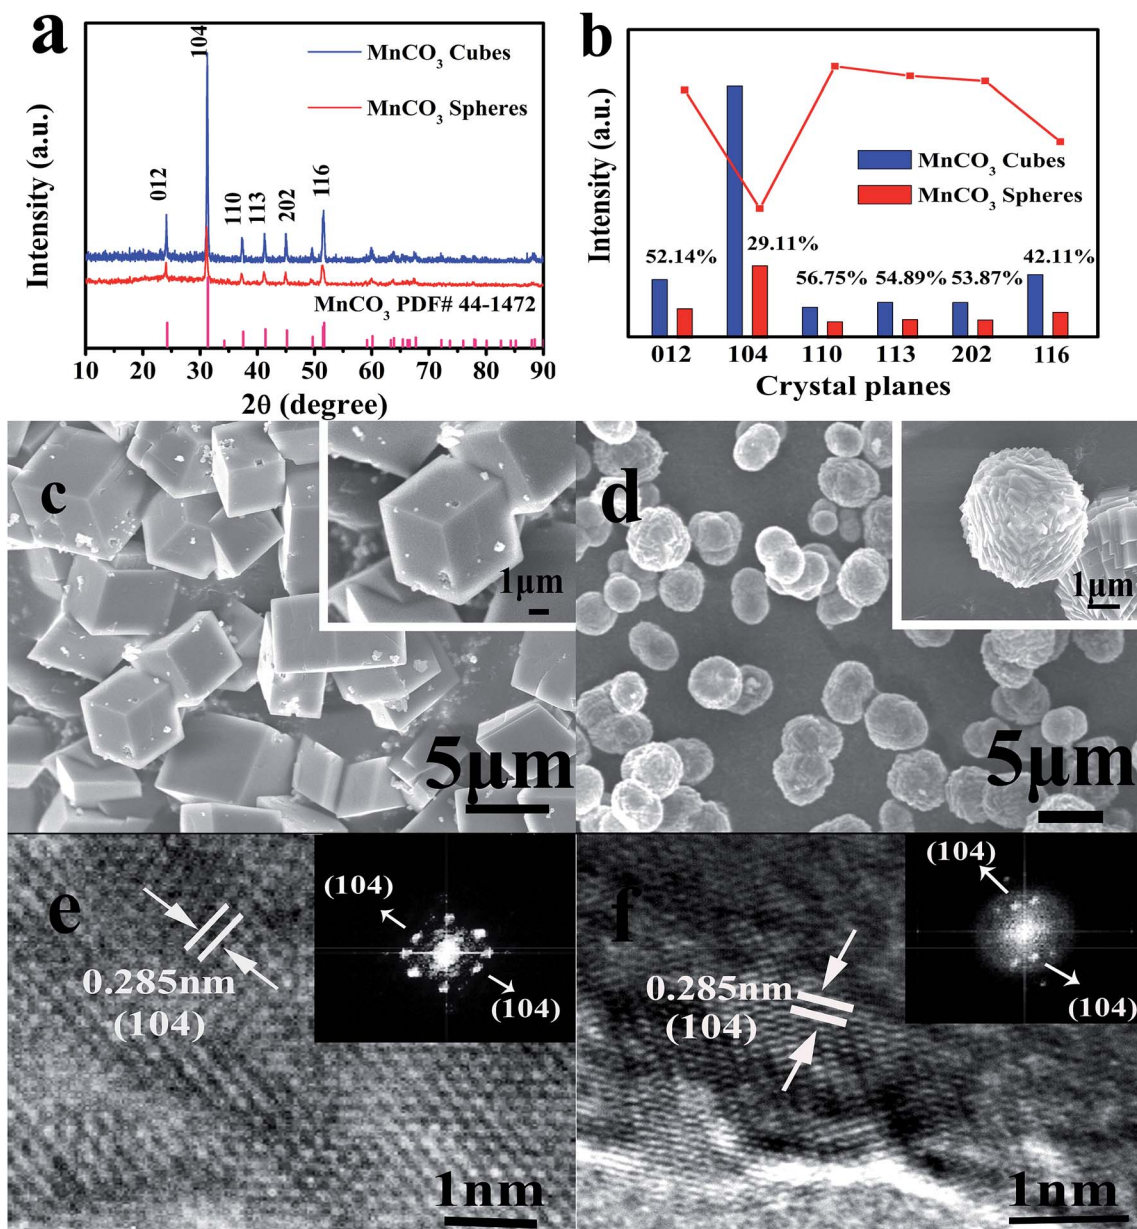 a
Intensity (a.u.)
104
012
110
113
202
116
MnCO₃ Cubes
MnCO₃ Spheres
MnCO₃ PDF# 44-1472
10 20 30 40 50 60 70 80 90
2θ (degree)
b
Intensity (a.u.)
MnCO₃ Cubes
MnCO₃ Spheres
52.14%
29.11%
56.75%
54.89%
53.87%
42.11%
012 104 110 113 202 116
Crystal planes
c
1μm
5μm
d
1μm
5μm
e
0.285nm
(104)
(104)
(104)
1nm
f
0.285nm
(104)
(104)
(104)
1nm